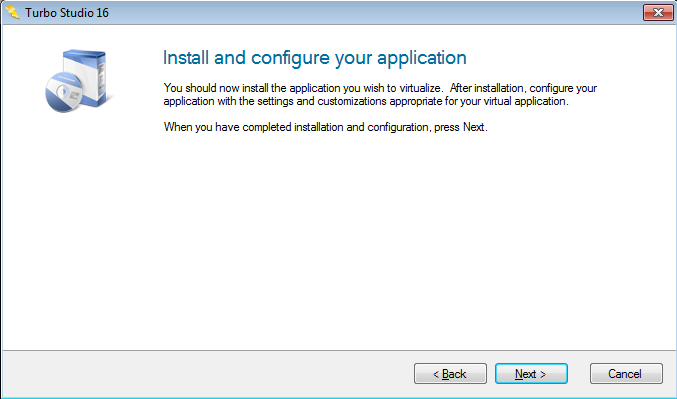 Turbo Studio 16
Install and configure your application
You should now install the application you wish to virtualize.  After installation, configure your
application with the settings and customizations appropriate for your virtual application.
When you have completed installation and configuration, press Next.
< Back
Next >
Cancel